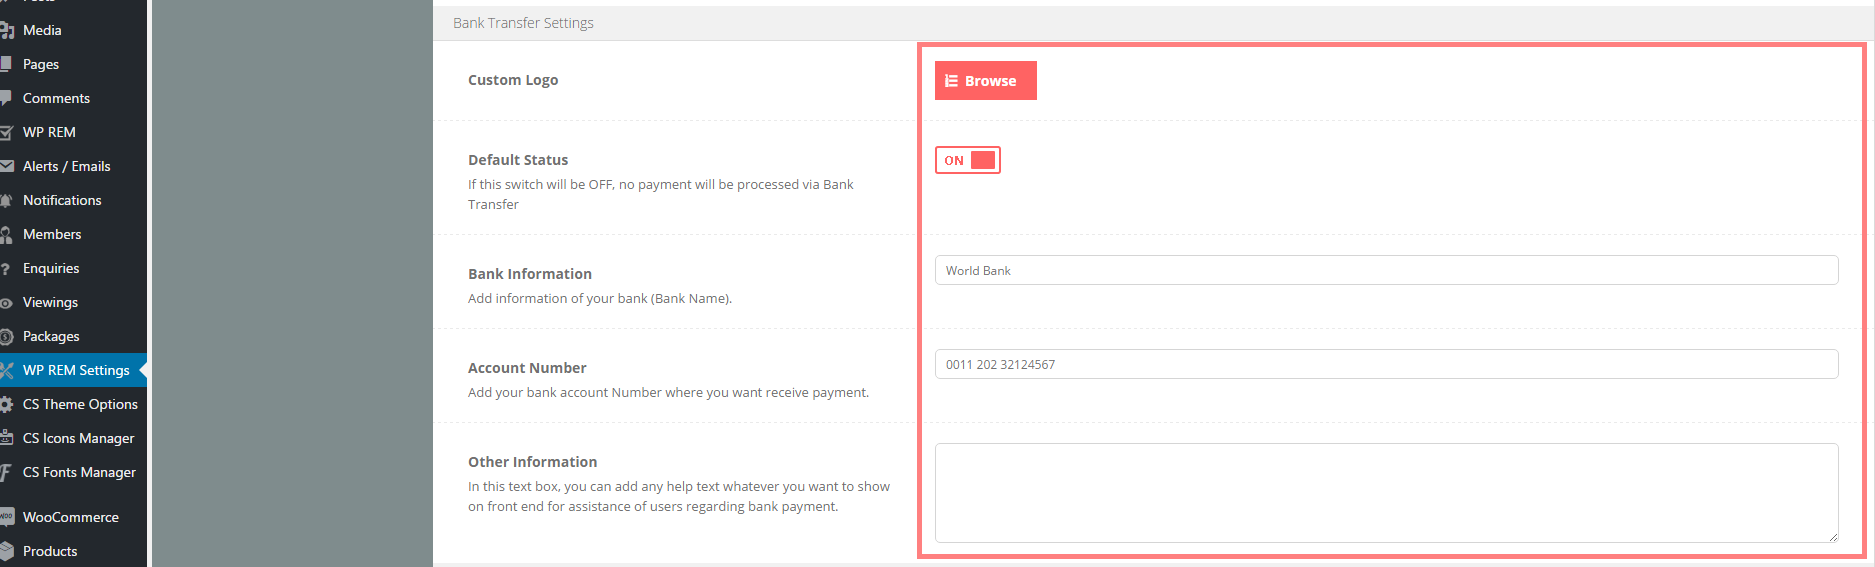 Media
Pages
Comments
WP REM
Alerts / Emails
Notifications
Members
Enquiries
Viewings
Packages
WP REM Settings
CS Theme Options
CS Icons Manager
CS Fonts Manager
WooCommerce
Products
Bank Transfer Settings
Custom Logo
Browse
Default Status
If this switch will be OFF, no payment will be processed via Bank
Transfer
ON
Bank Information
Add information of your bank (Bank Name).
World Bank
Account Number
Add your bank account Number where you want receive payment.
0011 202 32124567
Other Information
In this text box, you can add any help text whatever you want to show
on front end for assistance of users regarding bank payment.